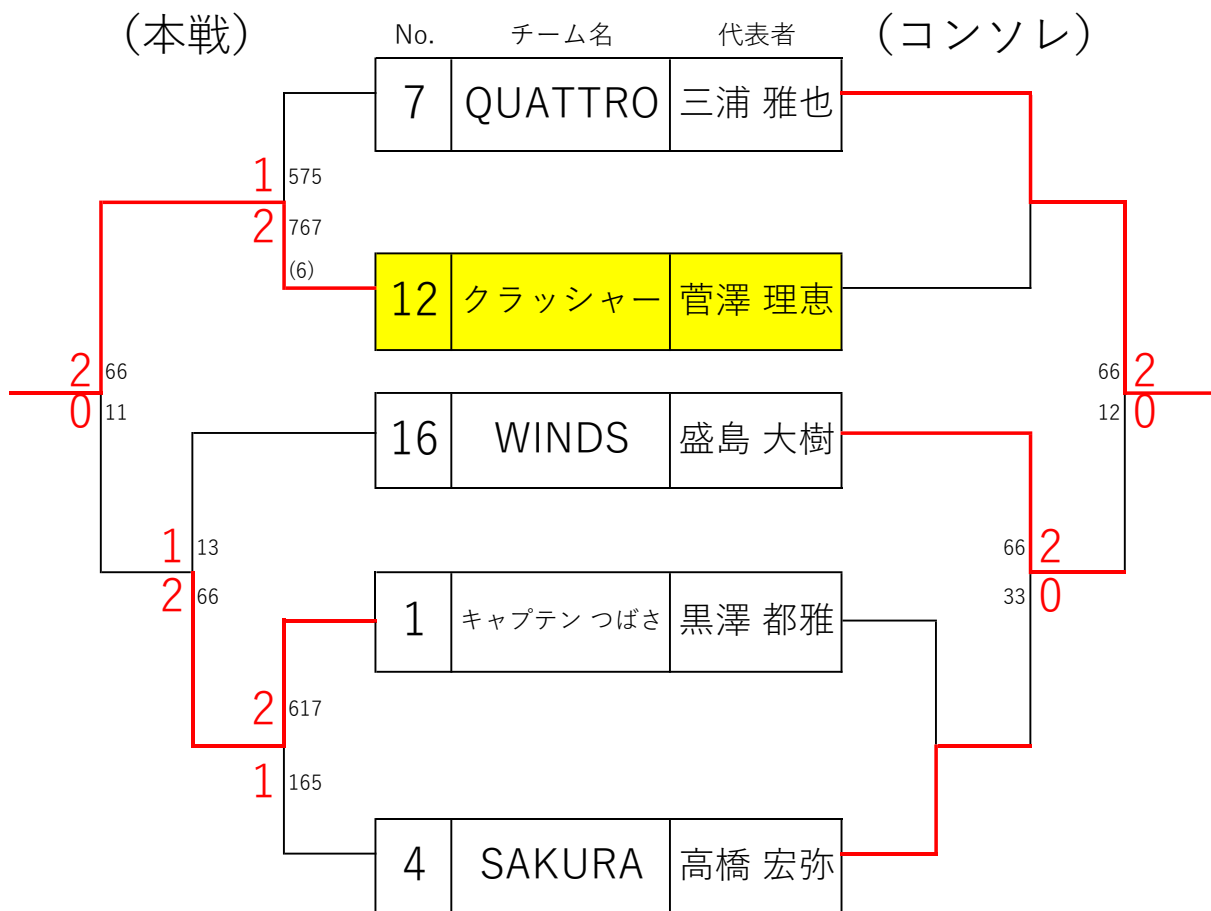 (本戦)
No.
チーム名
代表者
(コンソレ)
7 QUATTRO 三浦 雅也
1 575
2 767
(6)
12 クラッシャー 菅澤 理恵
2 66
0 11
66 2
12 0
16 WINDS 盛島 大樹
1 13
2 66
66 2
33 0
1 キャプテン つばさ 黒澤 都雅
2 617
1 165
4 SAKURA 高橋 宏弥